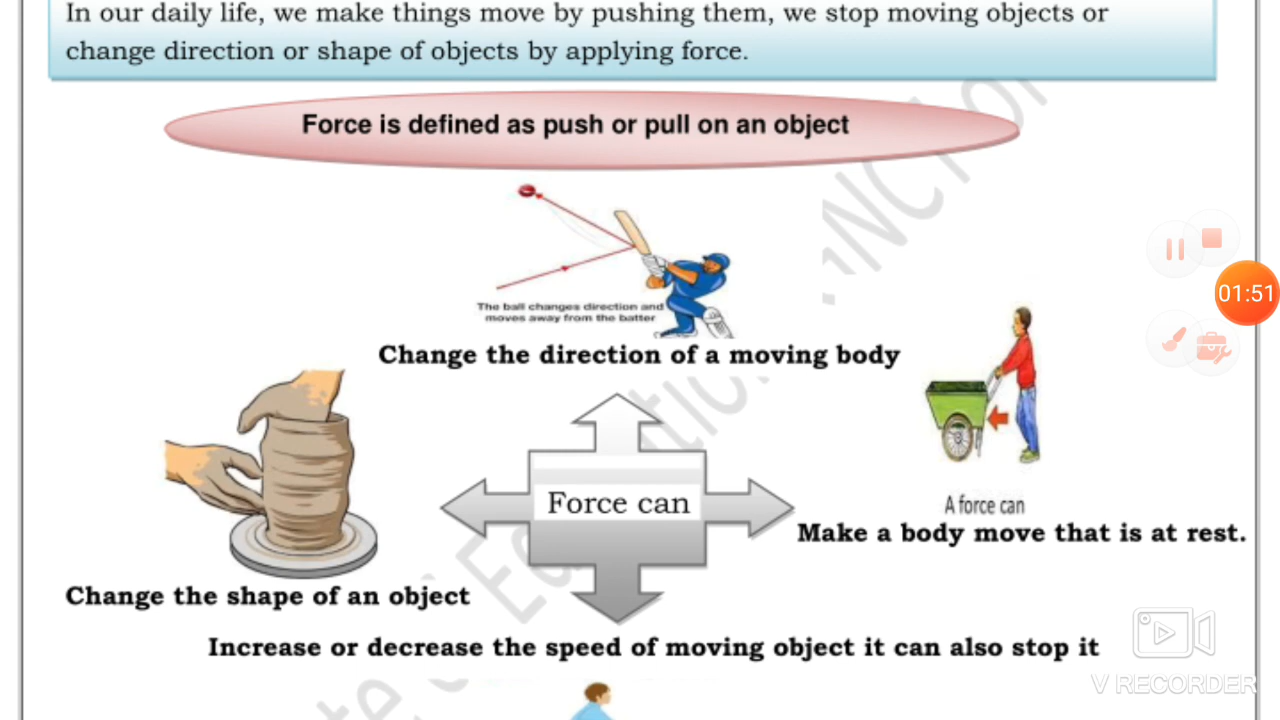 In our daily life, we make things move by pushing them, we stop moving objects or
change direction or shape of objects by applying force.
Force is defined as push or pull on an object
The ball changes direction and
moves away from the batter
Change the direction of a moving body
01:51
Force can
A force can
Make a body move that is at rest.
Change the shape of an object
Increase or decrease the speed of moving object it can also stop it
V RECORDER